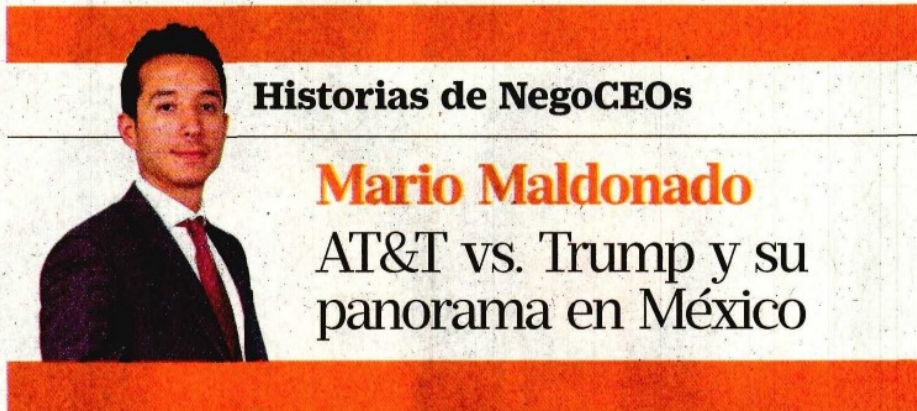 Historias de NegoCEOs
Mario Maldonado
AT&T vs. Trump y su
panorama en México